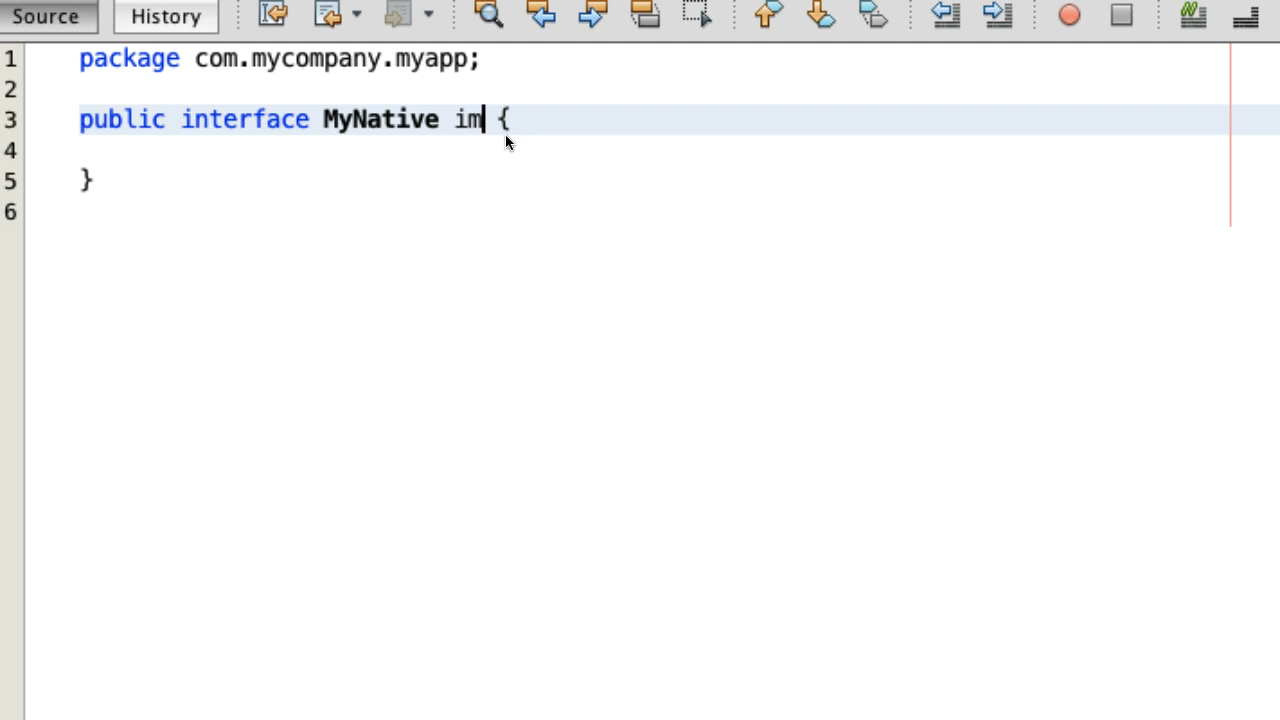 Source History
1 package com.mycompany.myapp;
2
3 public interface MyNative im {
4
5 }
6